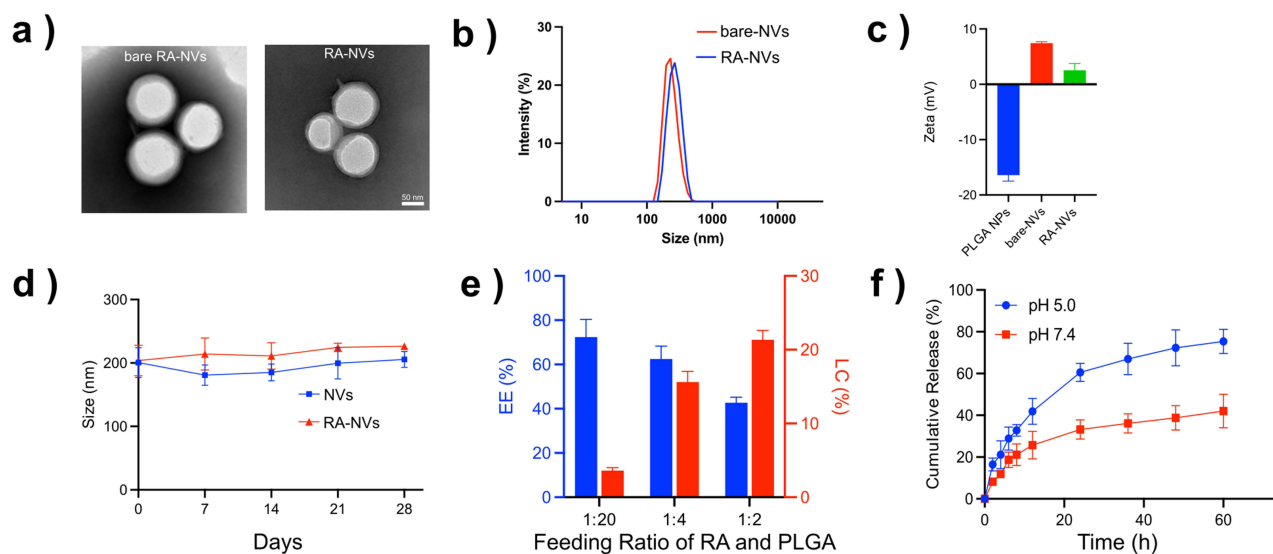 a )
bare RA-NVs
RA-NVs
50 nm
b )
Intensity (%)
30
20
10
0
10
100
1000
10000
Size (nm)
bare-NVs
RA-NVs
c )
Zeta (mV)
10
0
-10
-20
PLGA NPs
bare-NVs
RA-NVs
d )
Size (nm)
300
200
100
0
0
7
14
21
28
Days
NVs
RA-NVs
e )
EE (%)
100
80
60
40
20
0
LC (%)
30
20
10
0
1:20
1:4
1:2
Feeding Ratio of RA and PLGA
f )
Cumulative Release (%)
80
60
40
20
0
0
20
40
60
Time (h)
pH 5.0
pH 7.4